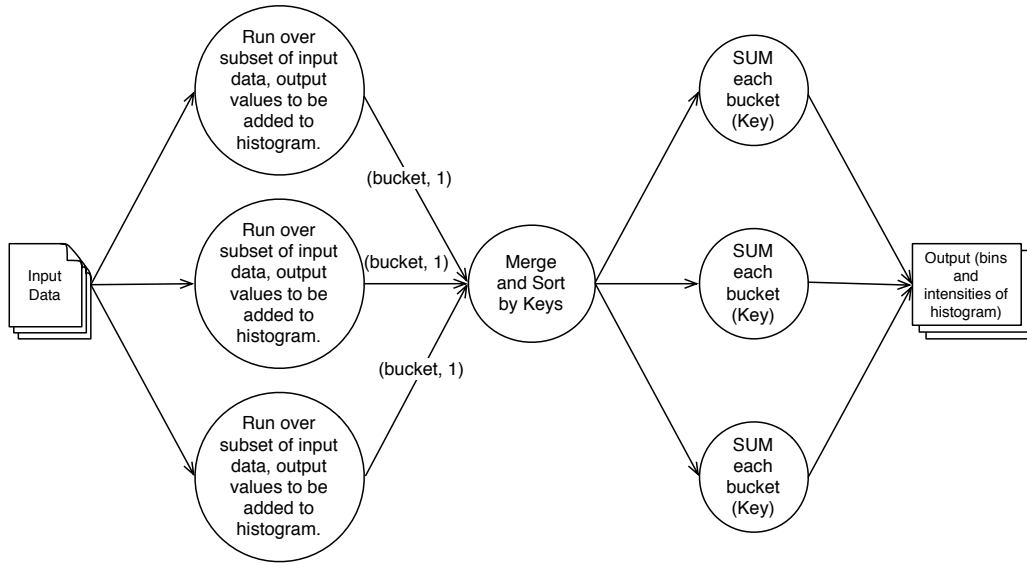 Input
Data
Run over
subset of input
data, output
values to be
added to
histogram.
Run over
subset of input
data, output
values to be
added to
histogram.
Run over
subset of input
data, output
values to be
added to
histogram.
(bucket, 1)
(bucket, 1)
(bucket, 1)
Merge
and Sort
by Keys
SUM
each
bucket
(Key)
SUM
each
bucket
(Key)
SUM
each
bucket
(Key)
Output (bins
and
intensities of
histogram)